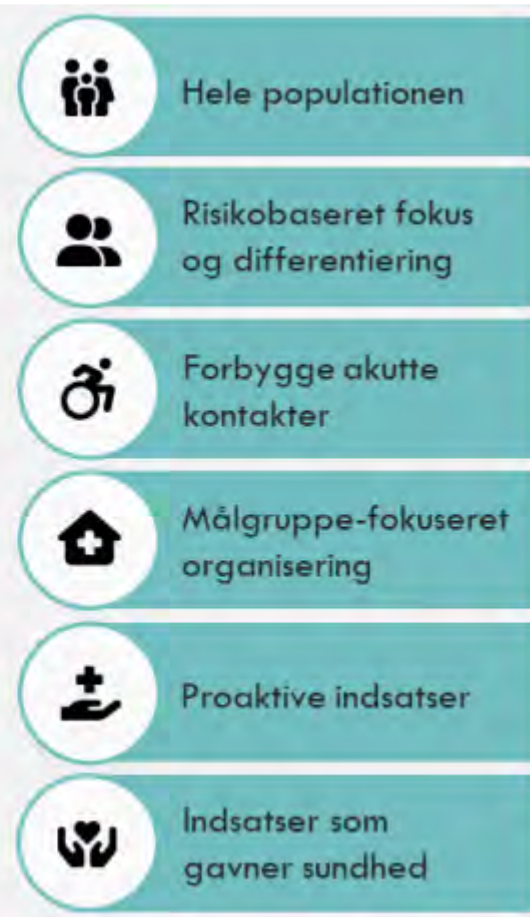 Hele populationen
Risikobaseret fokus
og differentiering
Forbygge akutte
kontakter
Målgruppe-fokuseret
organisering
Proaktive indsatser
Indsatser som
gavner sundhed